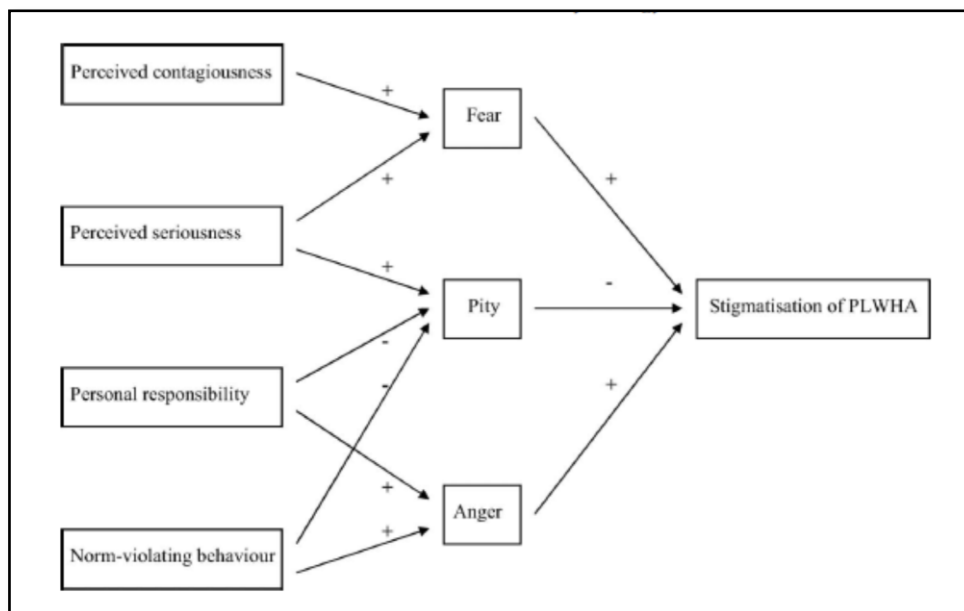 Perceived contagiousness
+
Fear
+
+
Perceived seriousness
+
-
Pity
Stigmatisation of PLWHA
-
-
Personal responsibility
+
+
Anger
+
Norm-violating behaviour